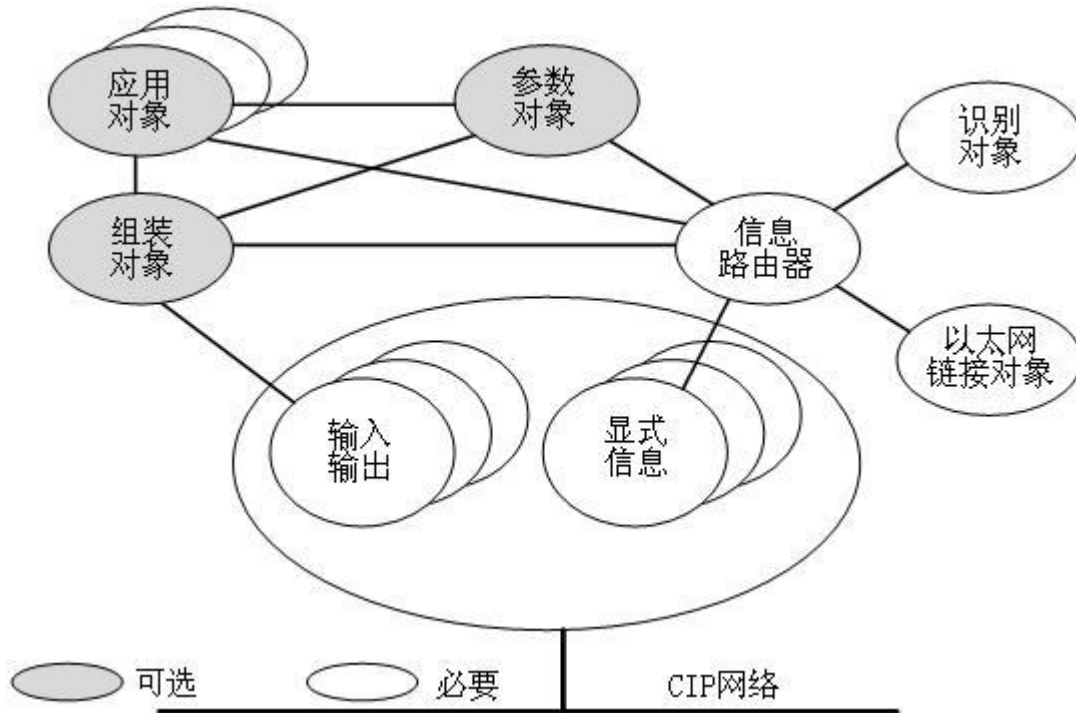 应用
对象
参数
对象
识别
对象
组装
对象
信息
路由器
以太网
链接对象
输入
输出
显式
信息
可选
必要
CIP网络